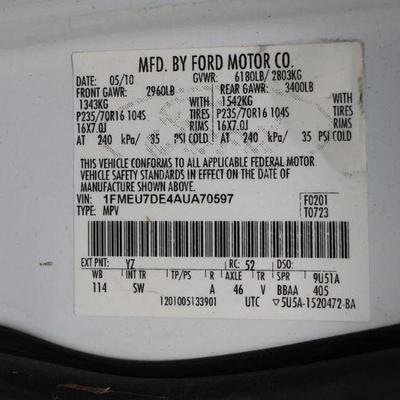 MFD. BY FORD MOTOR CO.
DATE: 05/10 GVWR: 6180LB/ 2803KG
FRONT GAWR: 2960LB REAR GAWR: 3400LB
1343KG WITH 1542KG WITH
P235/70R16 104S TIRES P235/70R16 104S TIRES
16X7.0J RIMS 16X7.0J RIMS
AT 240 kPa/ 35 PSI COLD AT 240 kPa/ 35 PSI COLD
THIS VEHICLE CONFORMS TO ALL APPLICABLE FEDERAL MOTOR
VEHICLE SAFETY STANDARDS IN EFFECT ON THE DATE OF
MANUFACTURE SHOWN ABOVE.
VIN: 1FMEU7DE4AUA70597 F0201
TYPE: MPV T0723
EXT PNT: Y7 RC: 52 DSO:
WB INT TR TP/PS R AXLE TR SPR 9U51A
114 SW A 46 V BBAA 405
1201005133901 UTC ▽5U5A-1520472-BA